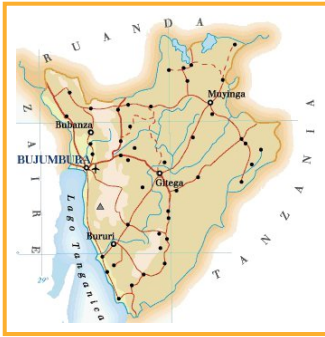 RUANDA
Muyinga
Bubanza
ZAIRE
BUJUMBURA
Gitega
TANZANIA
Bururi
Lago Tanganica
29°